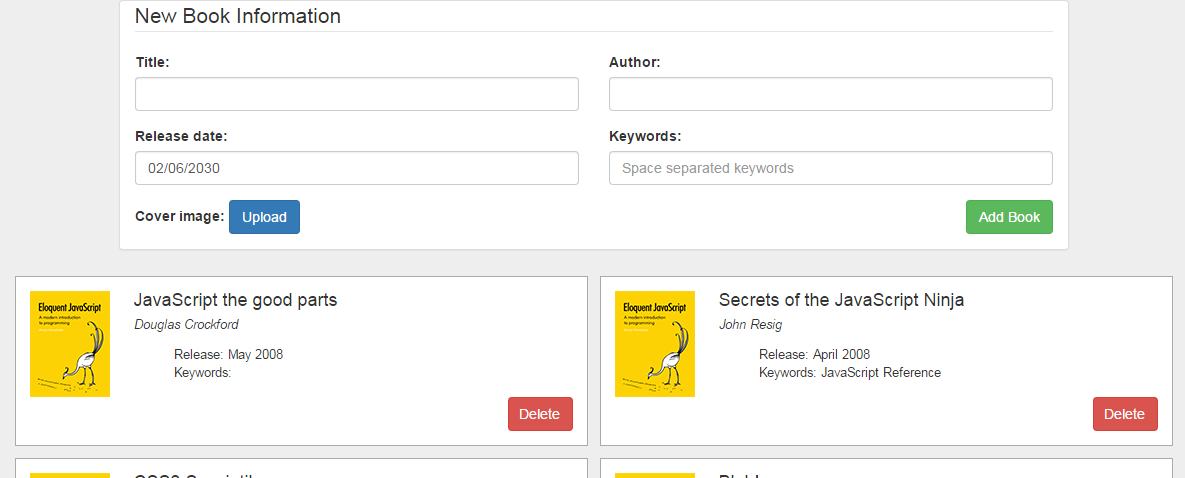 New Book Information
Title:
Author:
Release date:
Keywords:
02/06/2030
Space separated keywords
Cover image: Upload
Add Book
Eloquent JavaScript
A modern introduction
to programming
JavaScript the good parts
Douglas Crockford
Release: May 2008
Keywords:
Delete
Eloquent JavaScript
A modern introduction
to programming
Secrets of the JavaScript Ninja
John Resig
Release: April 2008
Keywords: JavaScript Reference
Delete